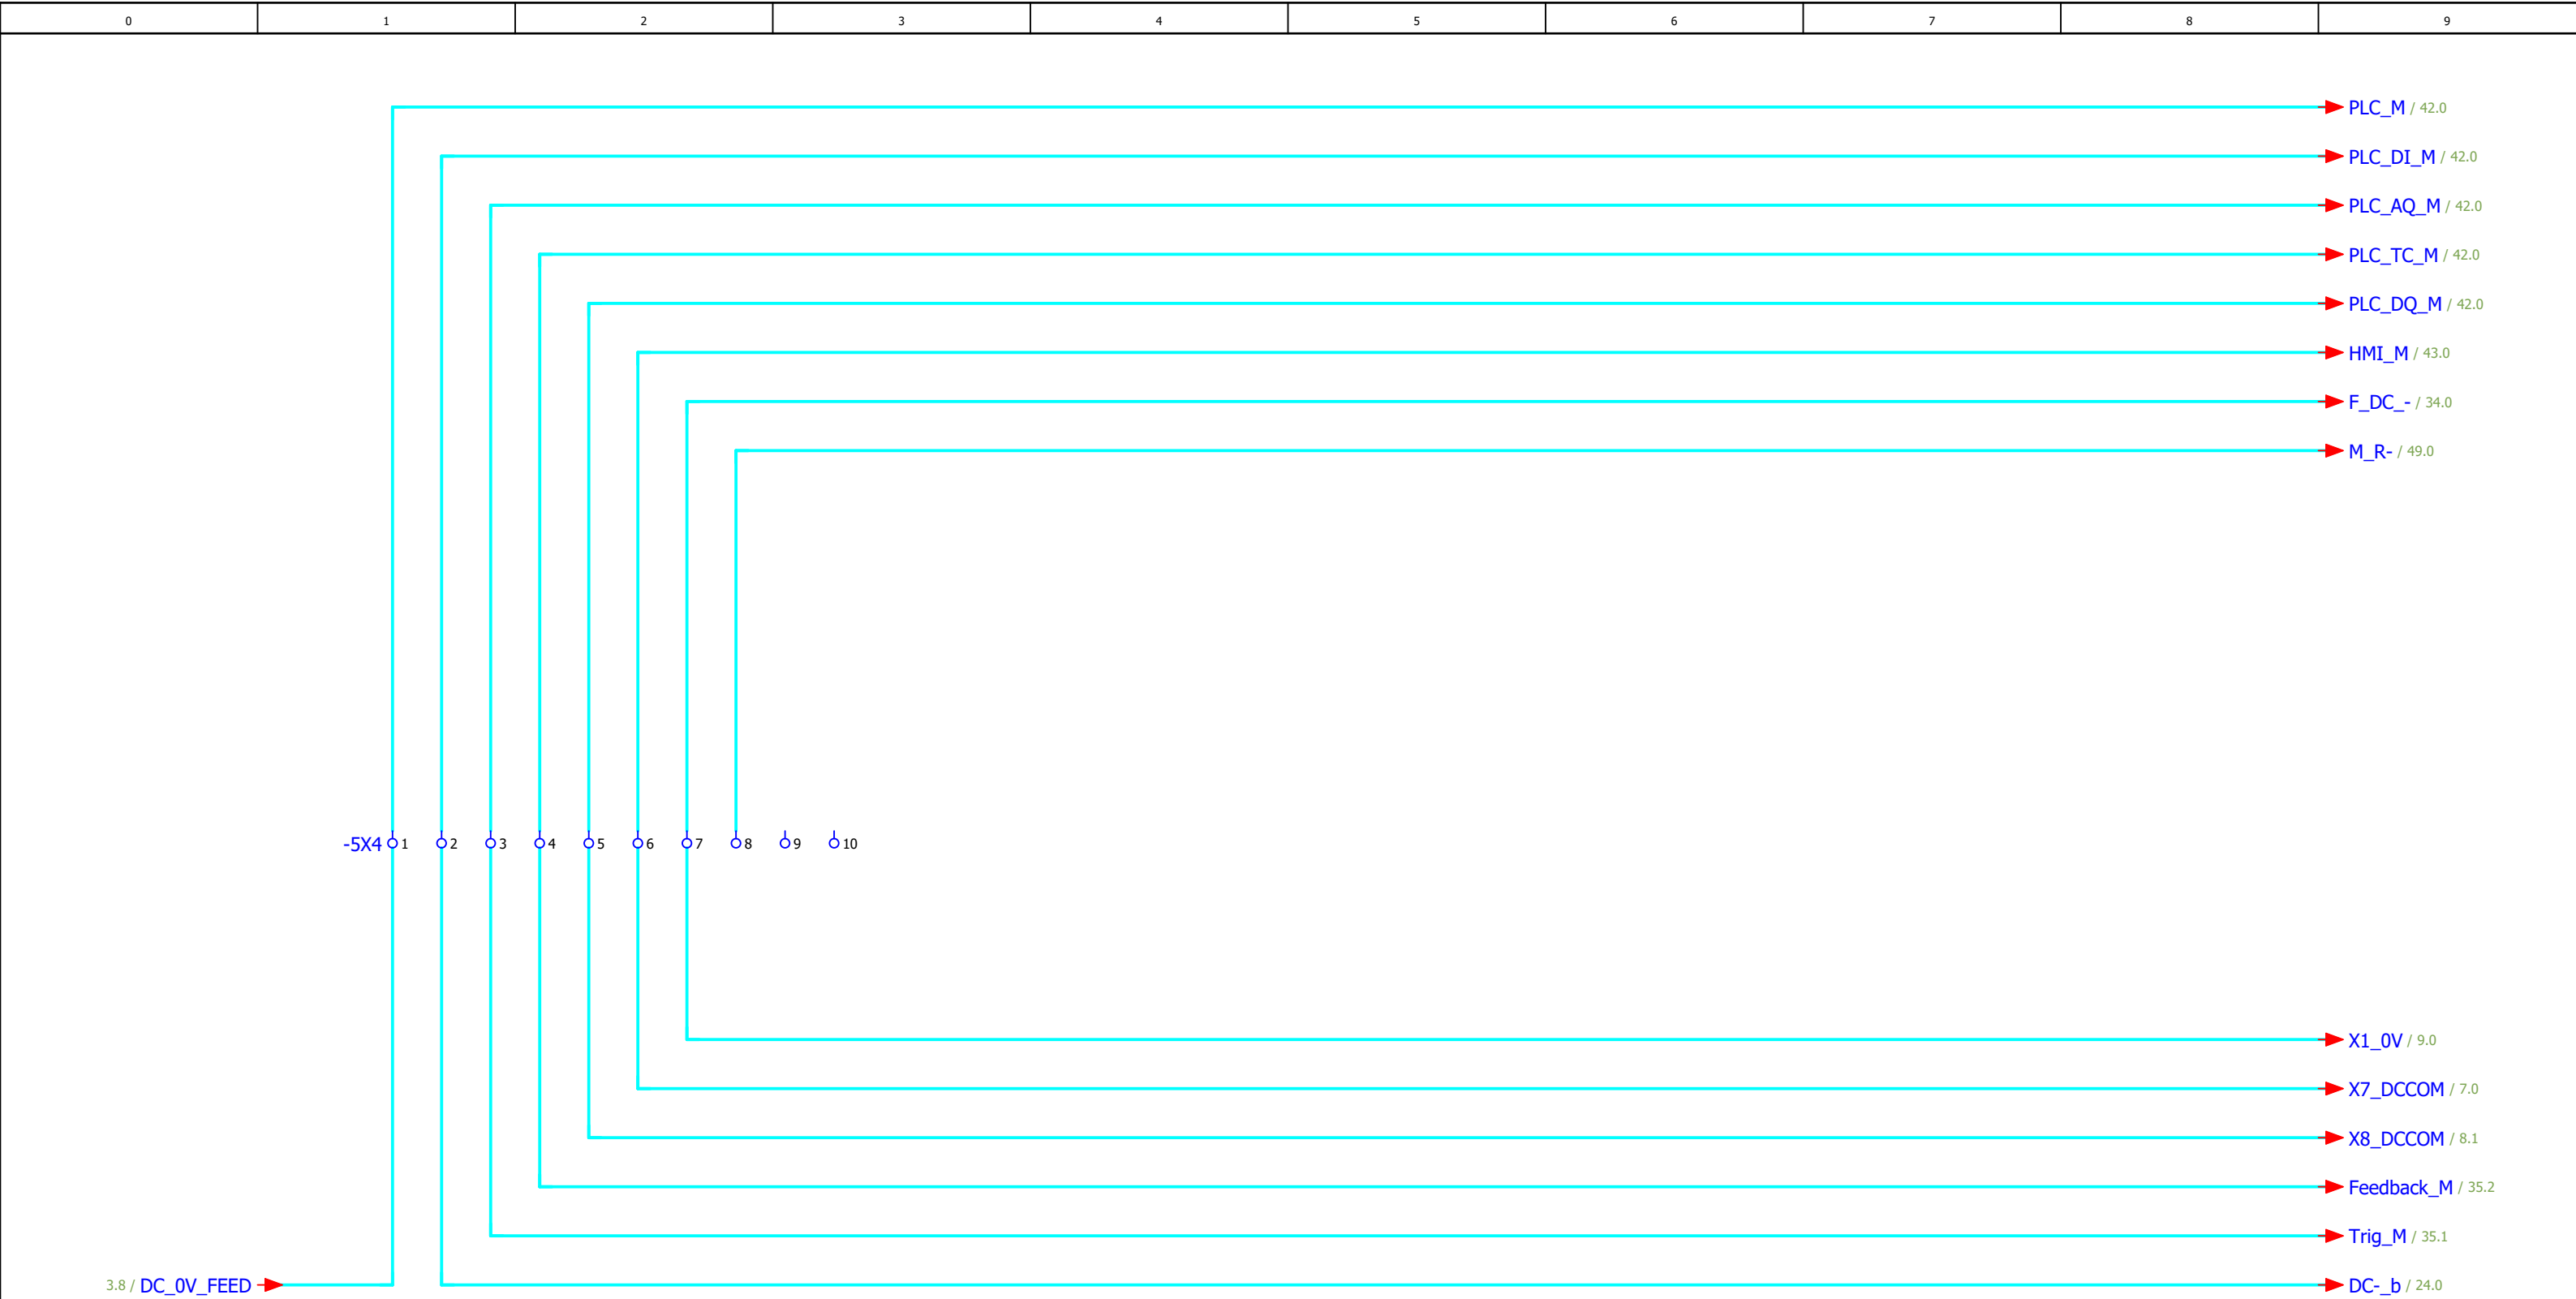 0 1 2 3 4 5 6 7 8 9
PLC_M / 42.0
PLC_DI_M / 42.0
PLC_AQ_M / 42.0
PLC_TC_M / 42.0
PLC_DQ_M / 42.0
HMI_M / 43.0
F_DC_- / 34.0
M_R- / 49.0
-5X4 1 2 3 4 5 6 7 8 9 10
X1_0V / 9.0
X7_DCCOM / 7.0
X8_DCCOM / 8.1
Feedback_M / 35.2
Trig_M / 35.1
3.8 / DC_0V_FEED DC-_b / 24.0